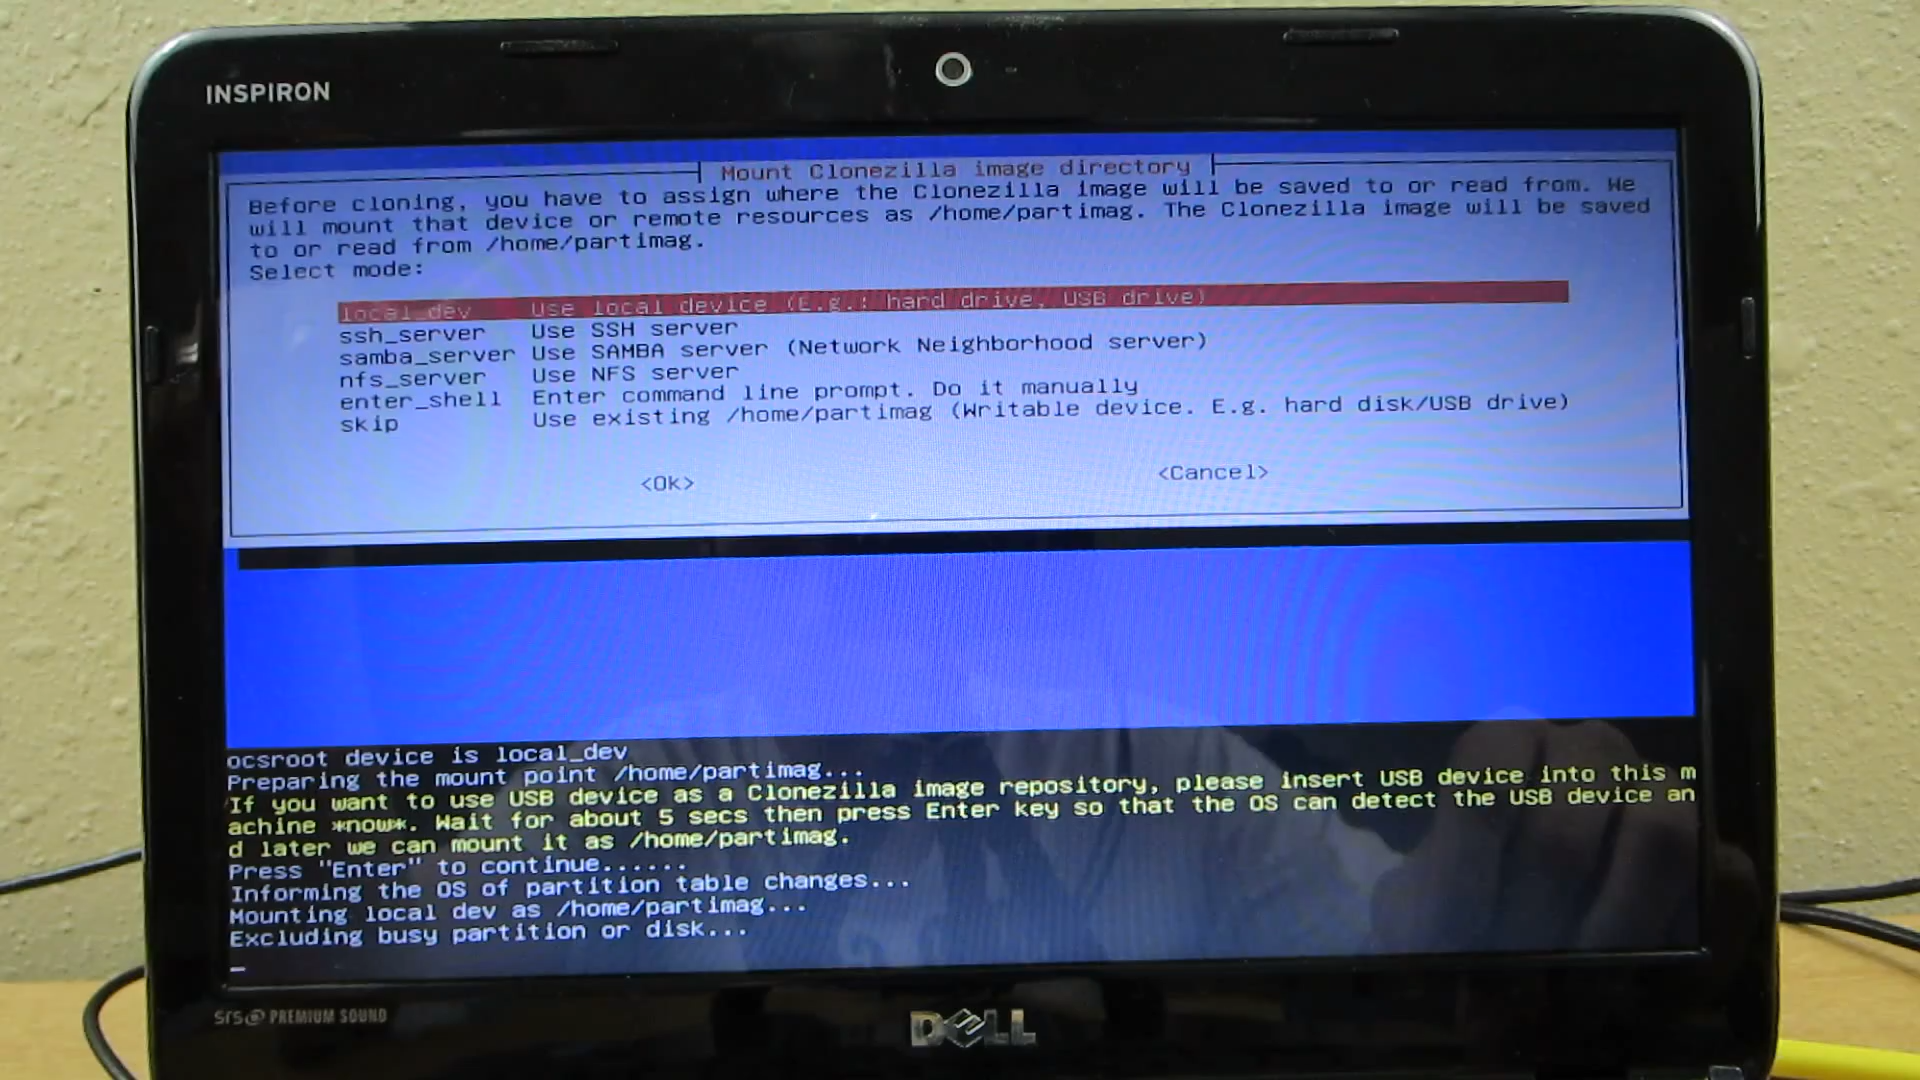 INSPIRON
Mount Clonezilla image directory
Before cloning, you have to assign where the Clonezilla image will be saved to or read from. We
will mount that device or remote resources as /home/partimag. The Clonezilla image will be saved
to or read from /home/partimag.
Select mode:
local_dev Use local device (E.g.: hard drive, USB drive)
ssh_server Use SSH server
samba_server Use SAMBA server (Network Neighborhood server)
nfs_server Use NFS server
enter_shell Enter command line prompt. Do it manually
skip Use existing /home/partimag (Writable device. E.g. hard disk/USB drive)
<Ok> <Cancel>
ocsroot device is local_dev
Preparing the mount point /home/partimag...
If you want to use USB device as a Clonezilla image repository, please insert USB device into this m
achine *now*. Wait for about 5 secs then press Enter key so that the OS can detect the USB device an
d later we can mount it as /home/partimag.
Press "Enter" to continue......
Informing the OS of partition table changes...
Mounting local dev as /home/partimag...
Excluding busy partition or disk...
SRS PREMIUM SOUND
DELL